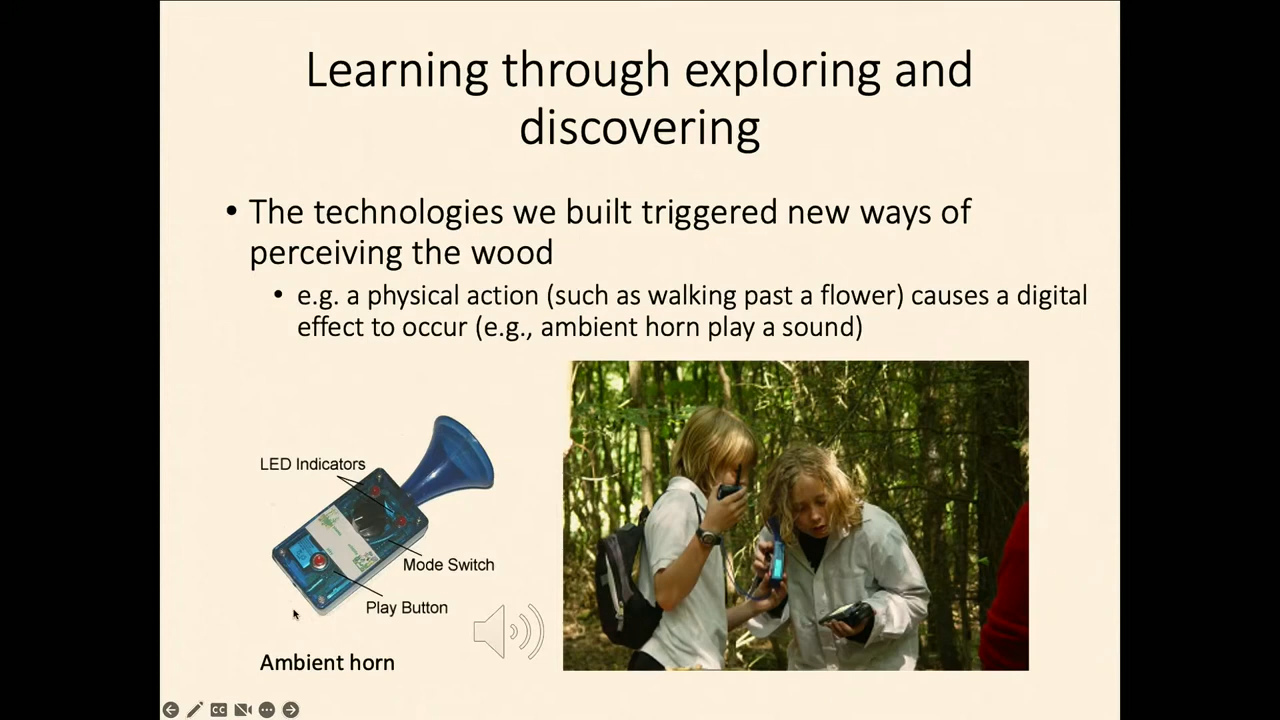 Learning through exploring and
discovering
• The technologies we built triggered new ways of
perceiving the wood
• e.g. a physical action (such as walking past a flower) causes a digital
effect to occur (e.g., ambient horn play a sound)
LED Indicators
Mode Switch
Play Button
Ambient horn
CC